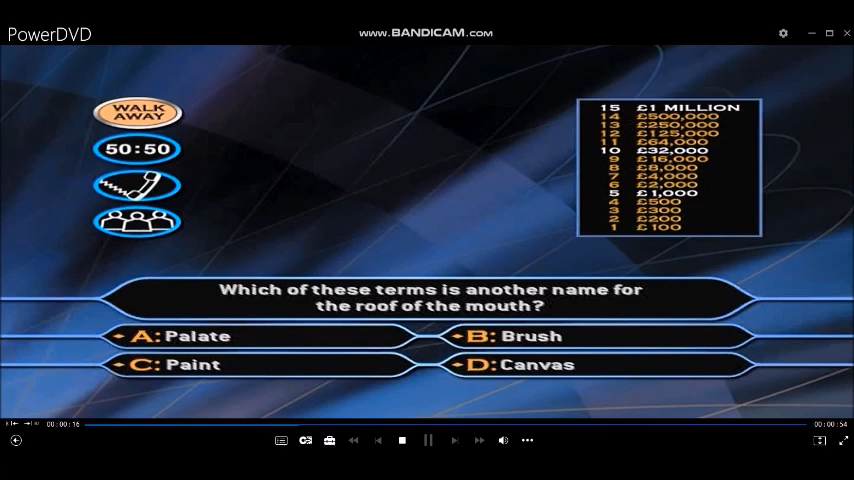 PowerDVD
www.BANDICAM.com
WALK
AWAY
50:50
15 £1 MILLION
14 £500,000
13 £250,000
12 £125,000
11 £64,000
10 £32,000
9 £16,000
8 £8,000
7 £4,000
6 £2,000
5 £1,000
4 £500
3 £300
2 £200
1 £100
Which of these terms is another name for
the roof of the mouth?
A: Palate
B: Brush
C: Paint
D: Canvas
00:00:16
00:00:54